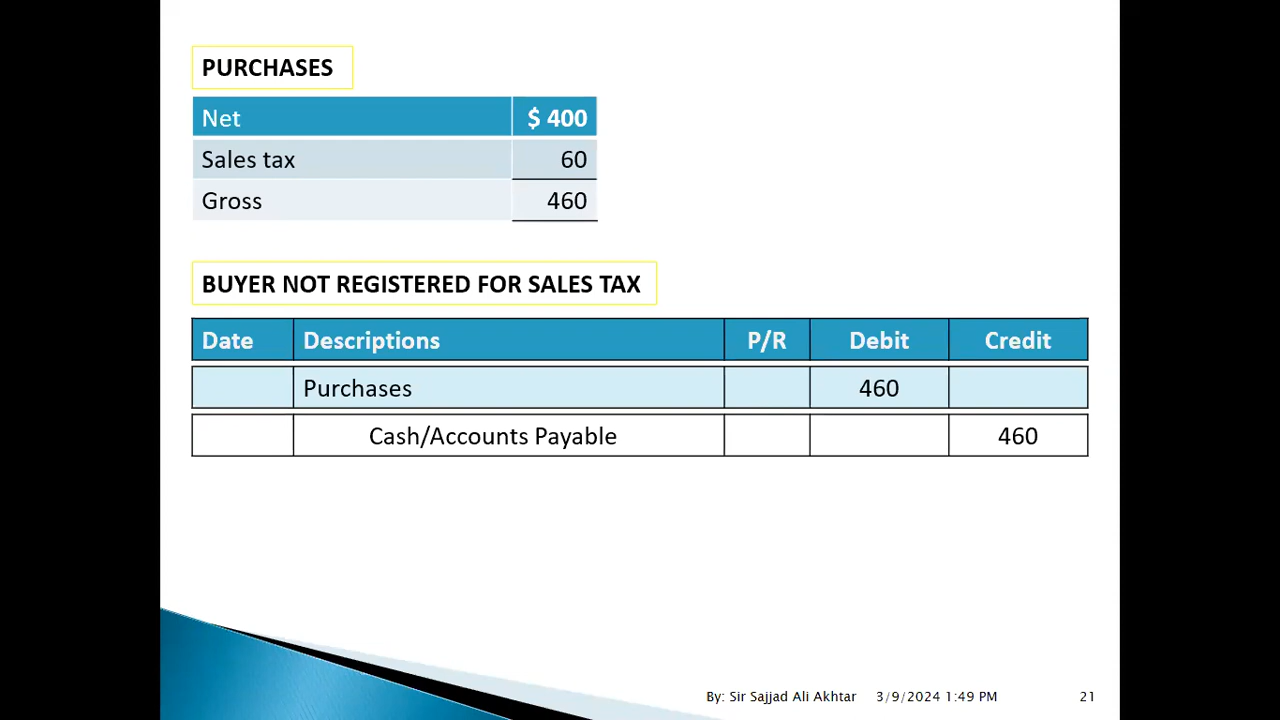 PURCHASES
Net $ 400
Sales tax 60
Gross 460
BUYER NOT REGISTERED FOR SALES TAX
Date Descriptions P/R Debit Credit
Purchases 460
Cash/Accounts Payable 460
By: Sir Sajjad Ali Akhtar 3/9/2024 1:49 PM 21